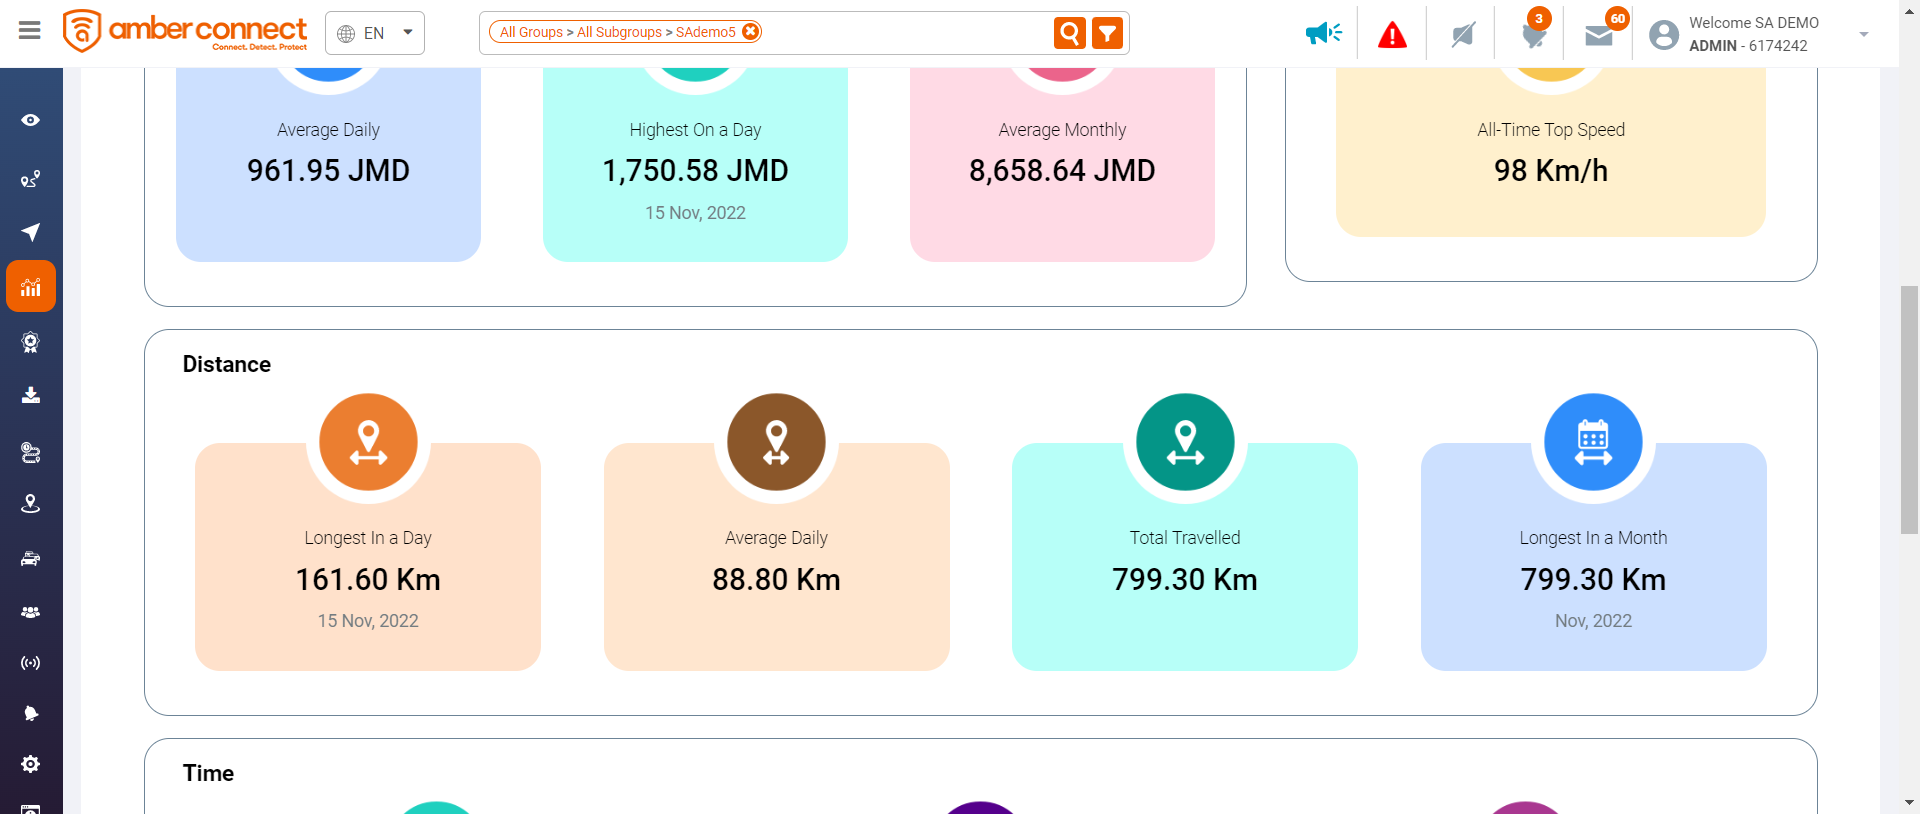 amber connect
Connect. Detect. Protect
EN
All Groups > All Subgroups > SAdemo5
3
60
Welcome SA DEMO
ADMIN - 6174242
Average Daily
961.95 JMD
Highest On a Day
1,750.58 JMD
15 Nov, 2022
Average Monthly
8,658.64 JMD
All-Time Top Speed
98 Km/h
Distance
Longest In a Day
161.60 Km
15 Nov, 2022
Average Daily
88.80 Km
Total Travelled
799.30 Km
Longest In a Month
799.30 Km
Nov, 2022
Time